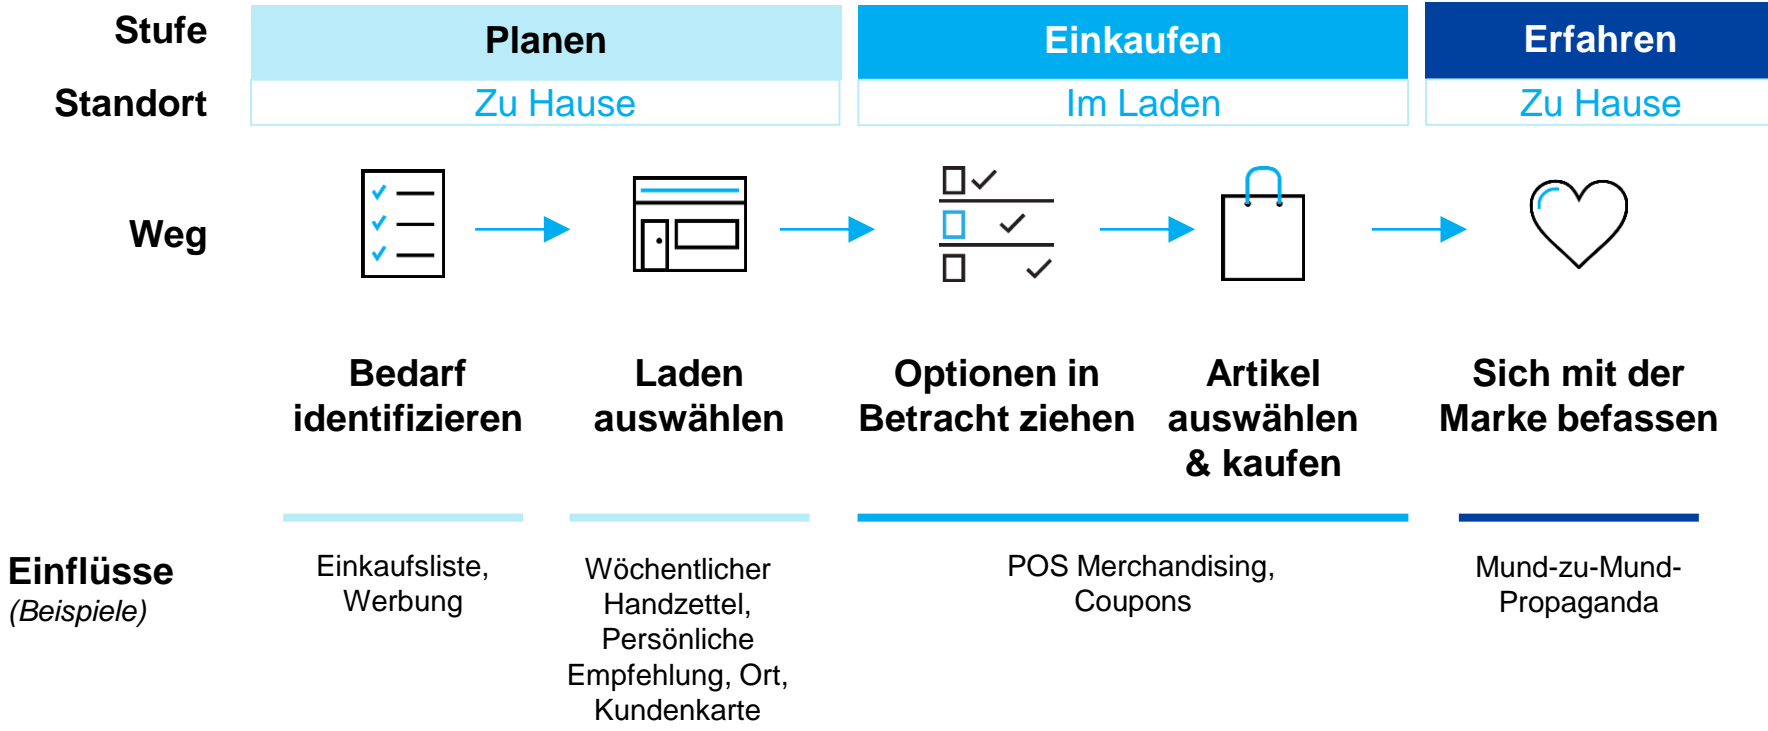 Stufe
Planen
Einkaufen
Erfahren
Standort
Zu Hause
Im Laden
Zu Hause
Weg
Bedarf
identifizieren
Laden
auswählen
Optionen in
Betracht ziehen
Artikel
auswählen
& kaufen
Sich mit der
Marke befassen
Einflüsse
(Beispiele)
Einkaufsliste,
Werbung
Wöchentlicher
Handzettel,
Persönliche
Empfehlung, Ort,
Kundenkarte
POS Merchandising,
Coupons
Mund-zu-Mund-
Propaganda